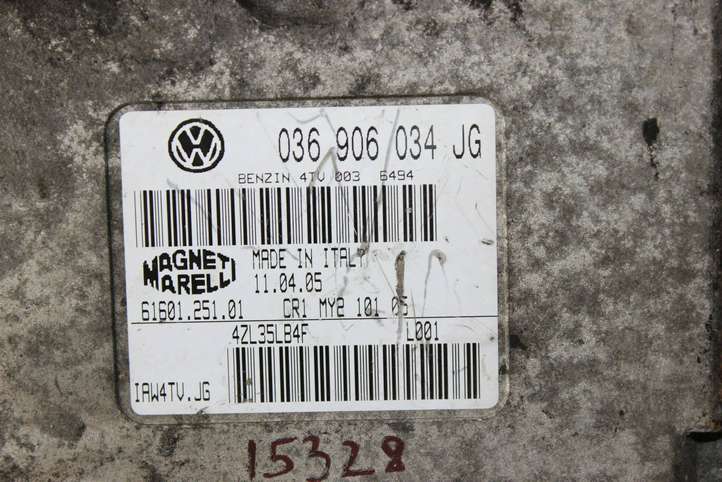 036 906 034 JG
BENZIN 4TV 003 6494
MAGNETI MARELLI
MADE IN ITALY
11.04.05
61601.251.01 CR1 MY2 101 05
4ZL35LB4F L001
IAW4TV.JG
15328